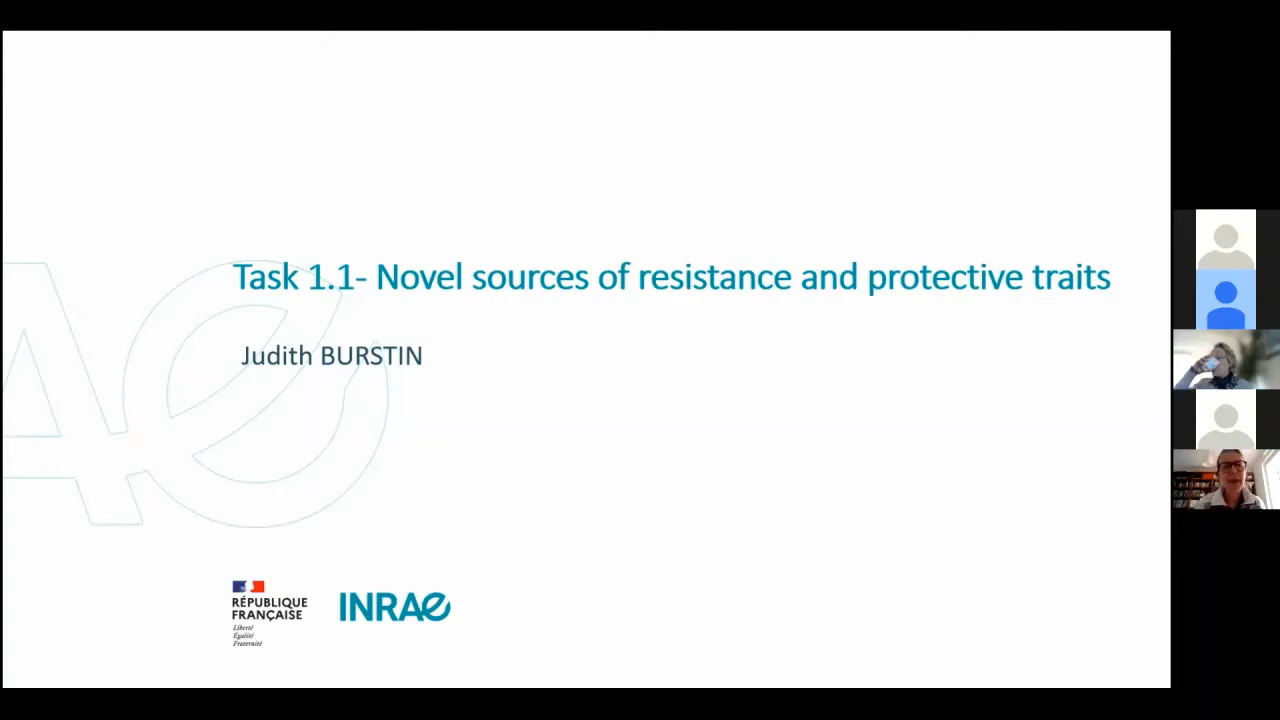 Task 1.1- Novel sources of resistance and protective traits
Judith BURSTIN
RÉPUBLIQUE
FRANÇAISE
Liberté
Égalité
Fraternité
INRAE